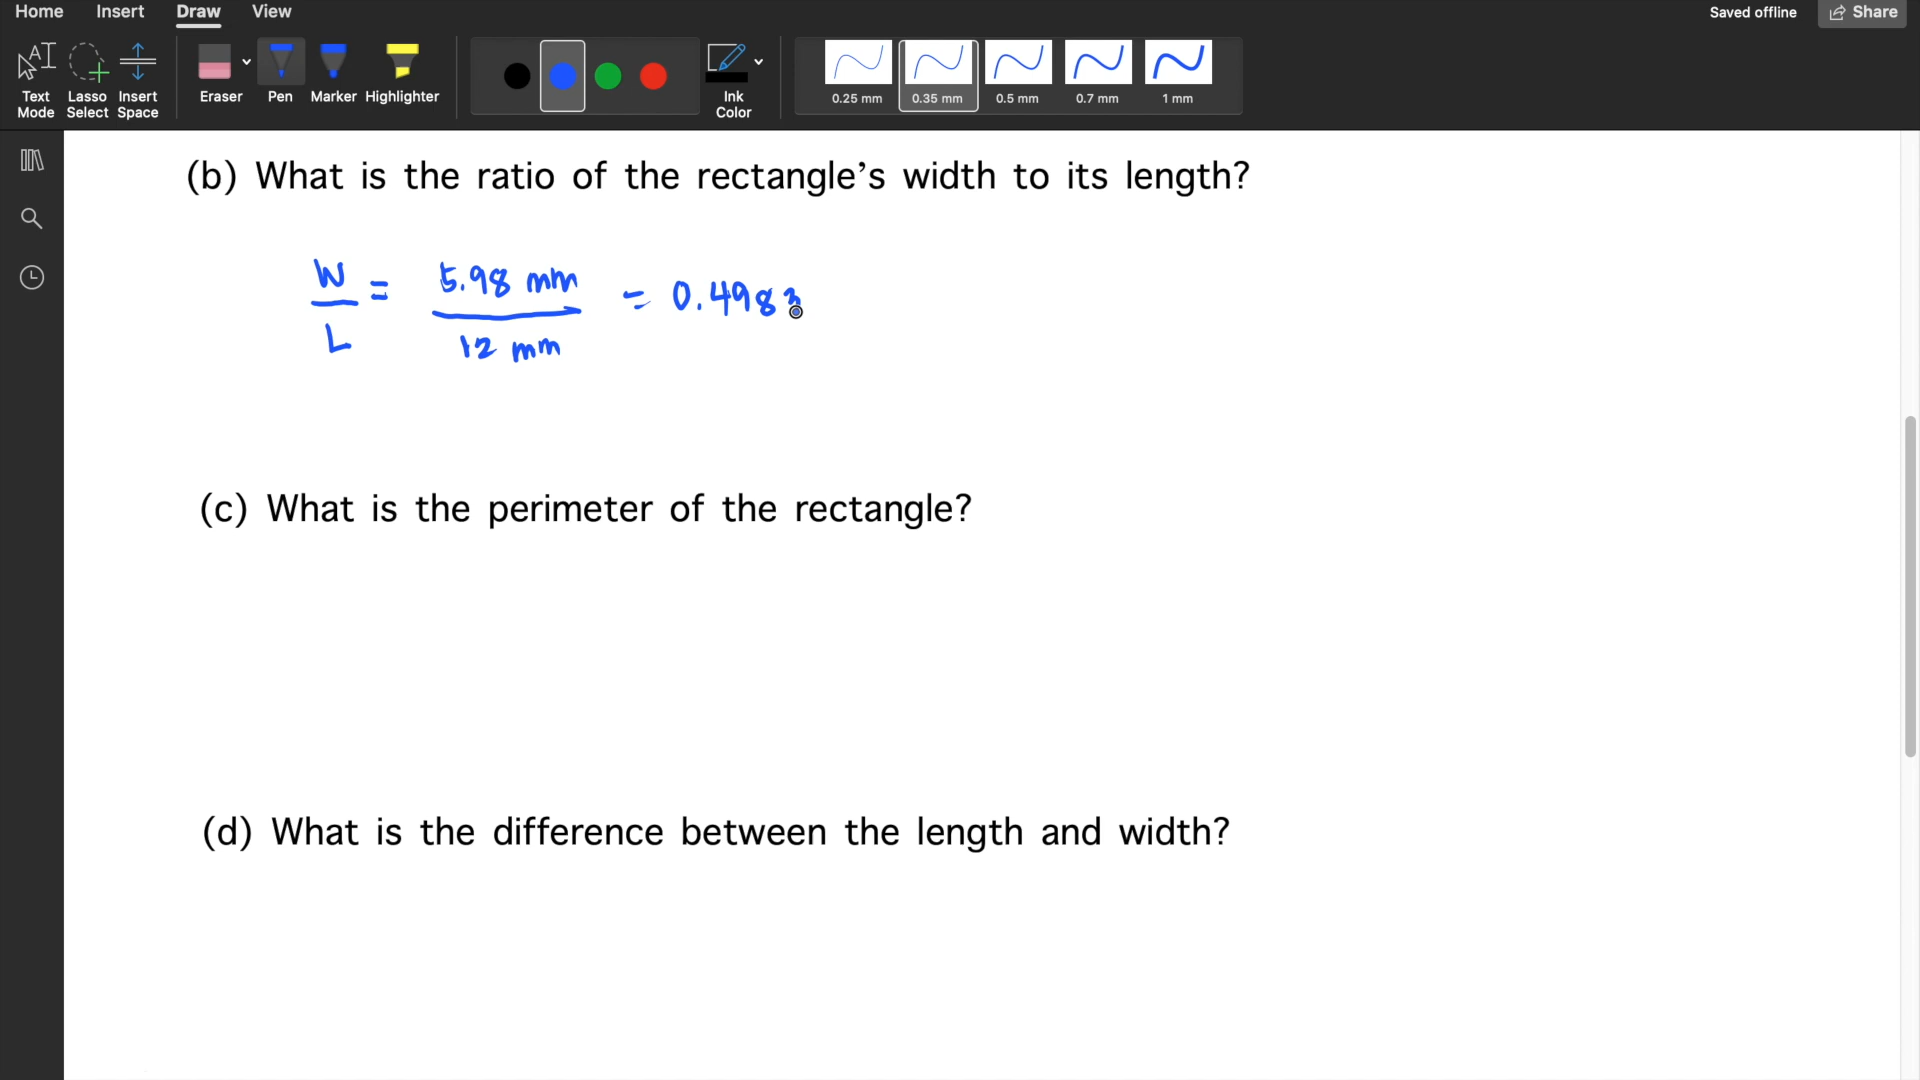 Home Insert Draw View Saved offline Share
Text Mode
Lasso Select
Insert Space
Eraser
Pen
Marker
Highlighter
Ink Color
0.25 mm 0.35 mm 0.5 mm 0.7 mm 1 mm
(b) What is the ratio of the rectangle's width to its length?
W/L = 5.98 mm/12 mm = 0.4983
(c) What is the perimeter of the rectangle?
(d) What is the difference between the length and width?